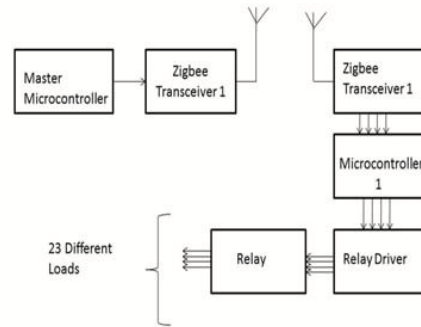 Master
Microcontroller
Zigbee
Transceiver 1
Zigbee
Transceiver 1
Microcontroller
1
23 Different
Loads
Relay
Relay Driver